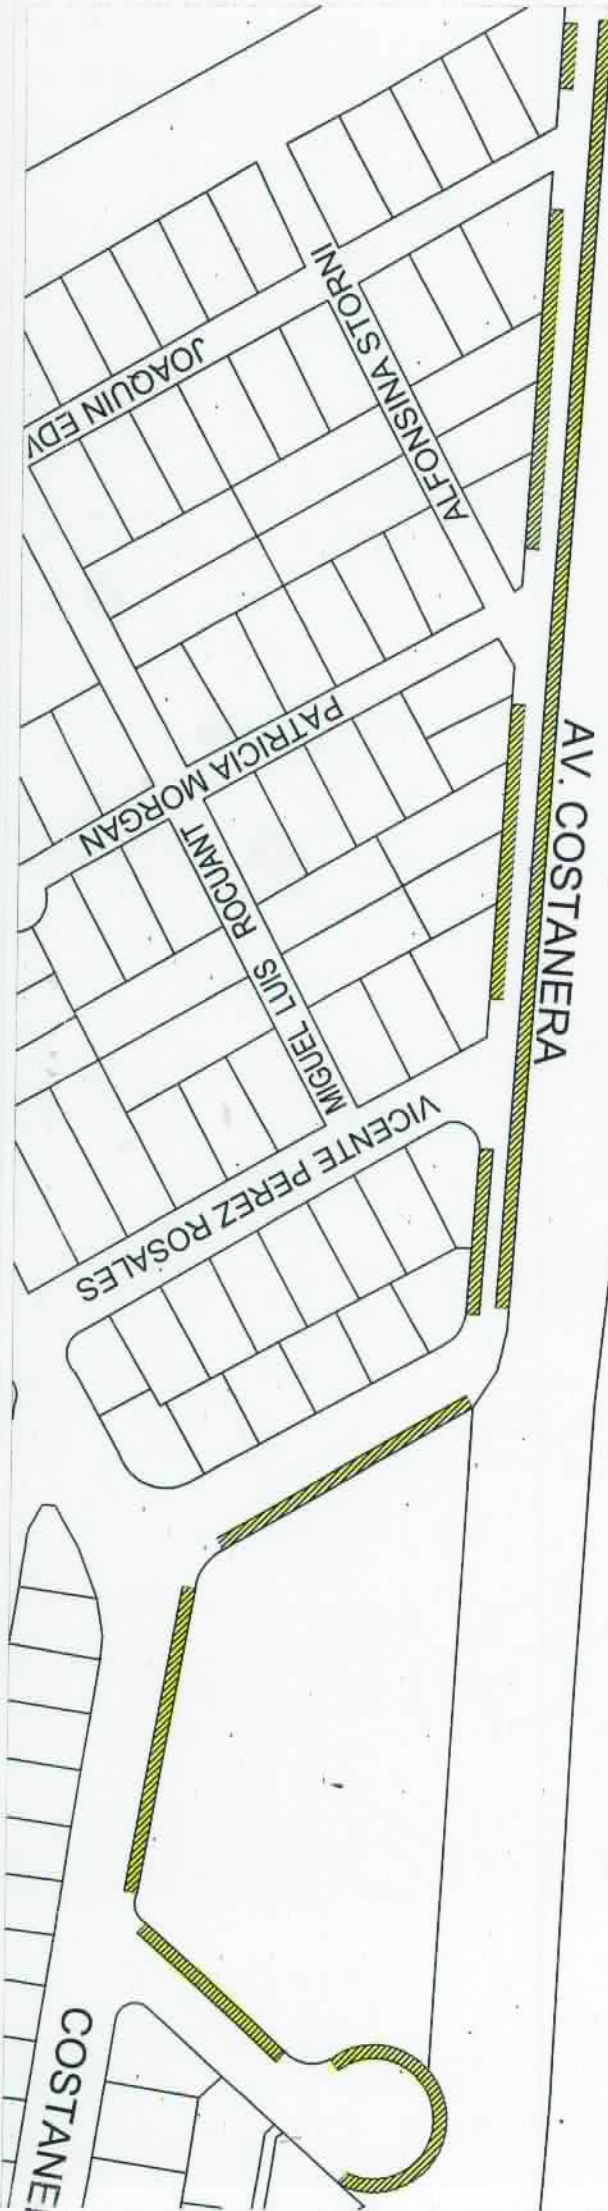 ALFONSINA STORNI
JOAQUIN EDV
AV. COSTANERA
PATRICIA MORGAN
MIGUEL LUIS ROCUANT
VICENTE PEREZ ROSALES
COSTANE